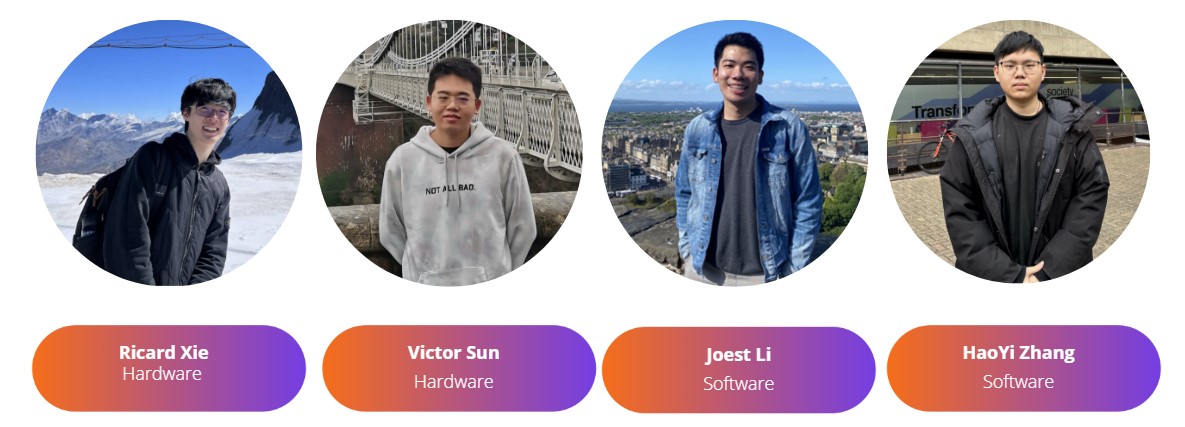 NOT ALL BAD.
Transfor
society
Ricard Xie
Hardware
Victor Sun
Hardware
Joest Li
Software
HaoYi Zhang
Software